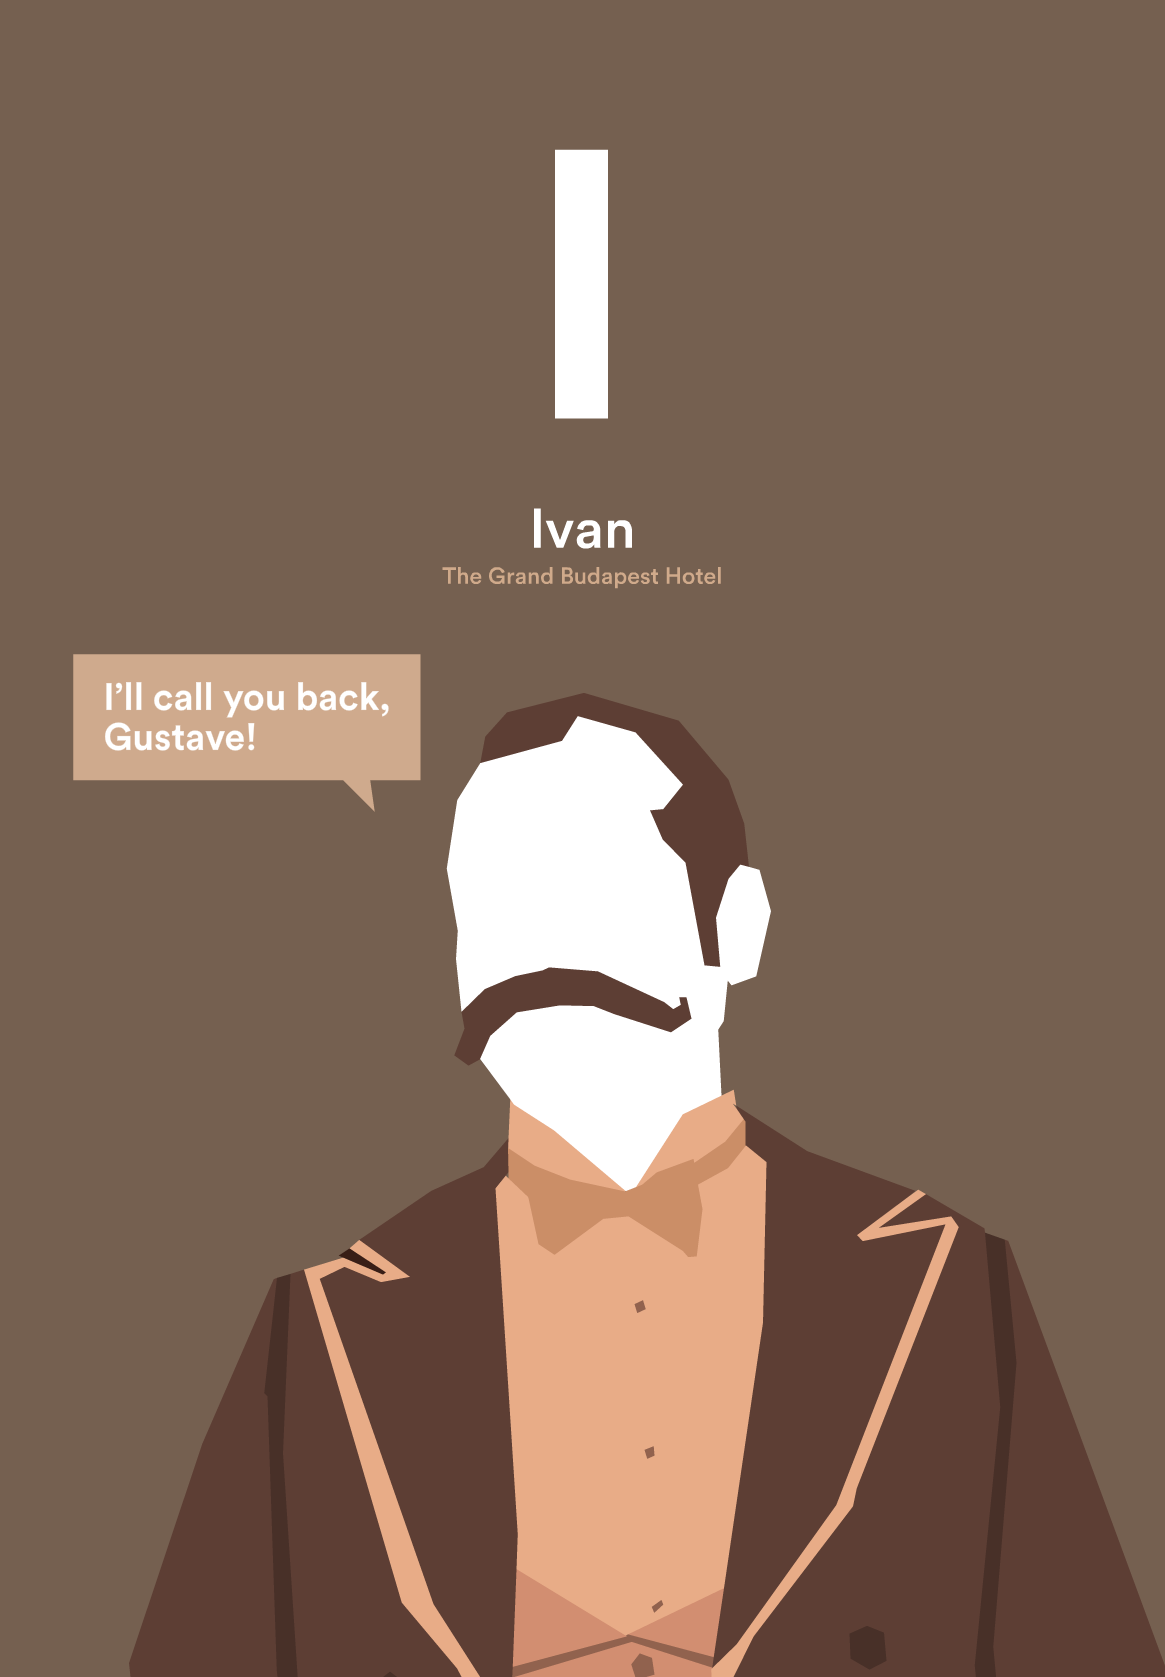 I
Ivan
The Grand Budapest Hotel
I’ll call you back,
Gustave!